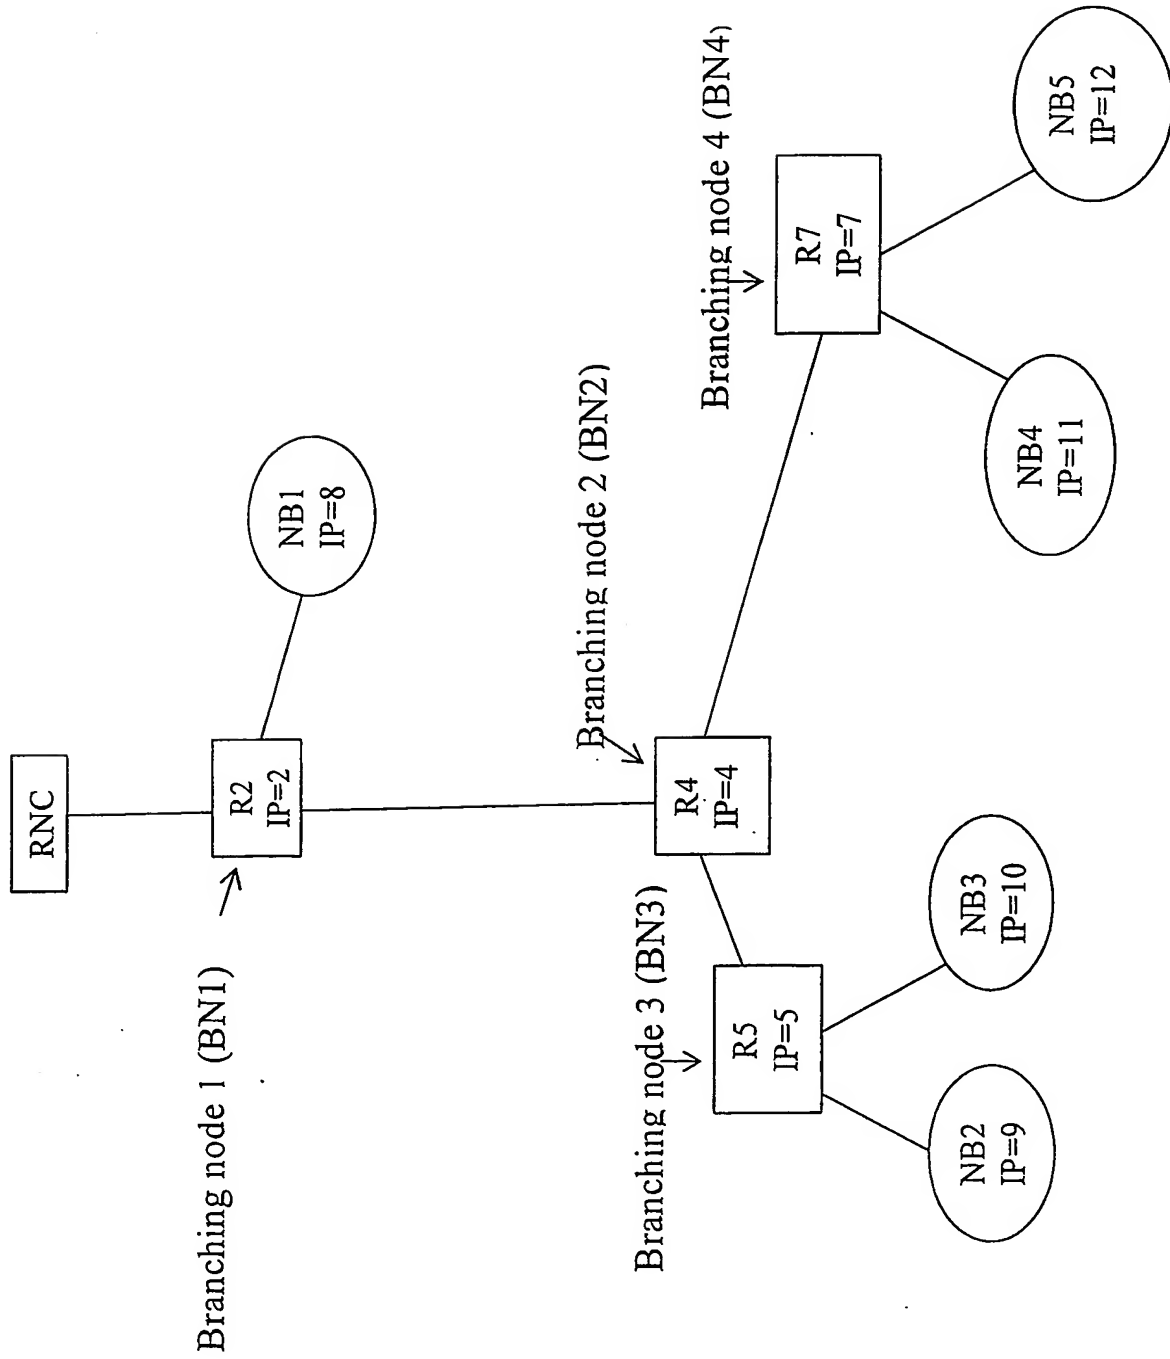 RNC
Branching node 1 (BN1)
R2
IP=2
NB1
IP=8
Branching node 2 (BN2)
R4
IP=4
Branching node 3 (BN3)
R5
IP=5
NB2
IP=9
NB3
IP=10
Branching node 4 (BN4)
R7
IP=7
NB4
IP=11
NB5
IP=12